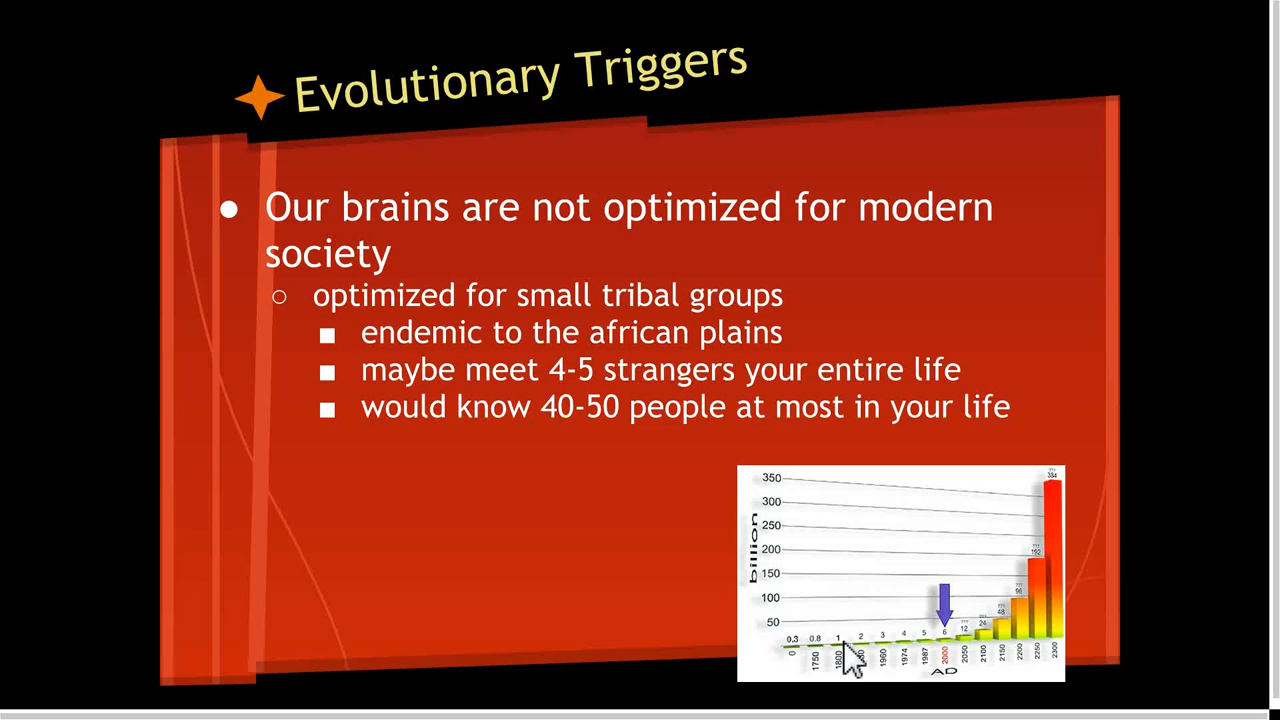 Evolutionary Triggers
● Our brains are not optimized for modern
society
○ optimized for small tribal groups
■ endemic to the african plains
■ maybe meet 4-5 strangers your entire life
■ would know 40-50 people at most in your life
350
300
250
200
150
100
50
billion
0.3 0.8 1 2 3 4 5 6 12 24 48 96 192 384
0 1750 1800 1960 1974 1987 2000 2050 2100 2150 2200 2250 2300
AD